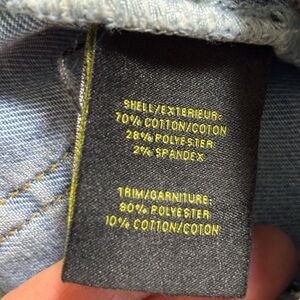 SHELL/EXTERIEUR:
70% COTTON/COTON
28% POLYESTER
2% SPANDEX
TRIM/GARNITURE:
90% POLYESTER
10% COTTON/COTON